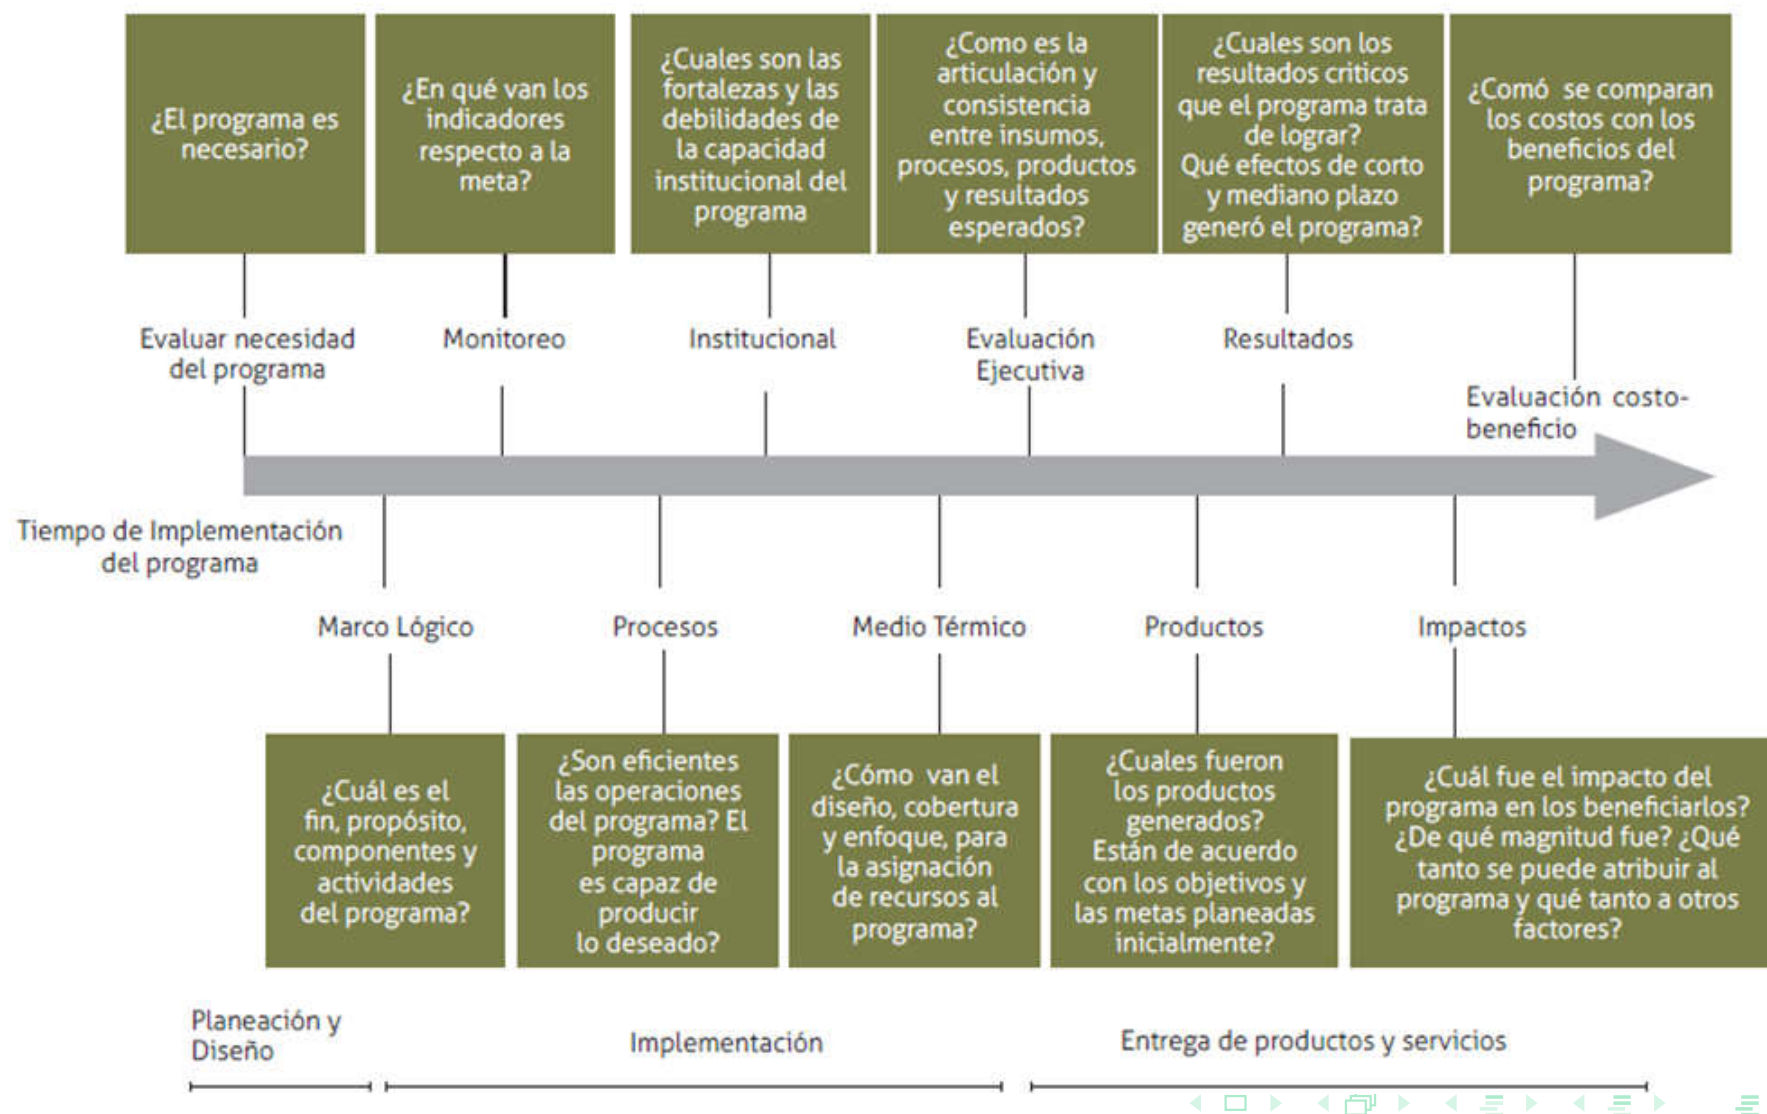 ¿El programa es
necesario?
¿En qué van los
indicadores
respecto a la
meta?
¿Cuales son las
fortalezas y las
debilidades de
la capacidad
institucional del
programa
¿Como es la
articulación y
consistencia
entre insumos,
procesos, productos
y resultados
esperados?
¿Cuales son los
resultados criticos
que el programa trata
de lograr?
Qué efectos de corto
y mediano plazo
generó el programa?
¿Comó se comparan
los costos con los
beneficios del
programa?
Evaluar necesidad
del programa
Monitoreo
Institucional
Evaluación
Ejecutiva
Resultados
Evaluación costo-
beneficio
Tiempo de Implementación
del programa
Marco Lógico
Procesos
Medio Térmico
Productos
Impactos
¿Cuál es el
fin, propósito,
componentes y
actividades
del programa?
¿Son eficientes
las operaciones
del programa? El
programa
es capaz de
producir
lo deseado?
¿Cómo van el
diseño, cobertura
y enfoque, para
la asignación
de recursos al
programa?
¿Cuales fueron
los productos
generados?
Están de acuerdo
con los objetivos y
las metas planeadas
inicialmente?
¿Cuál fue el impacto del
programa en los beneficiarlos?
¿De qué magnitud fue? ¿Qué
tanto se puede atribuir al
programa y qué tanto a otros
factores?
Planeación y
Diseño
Implementación
Entrega de productos y servicios